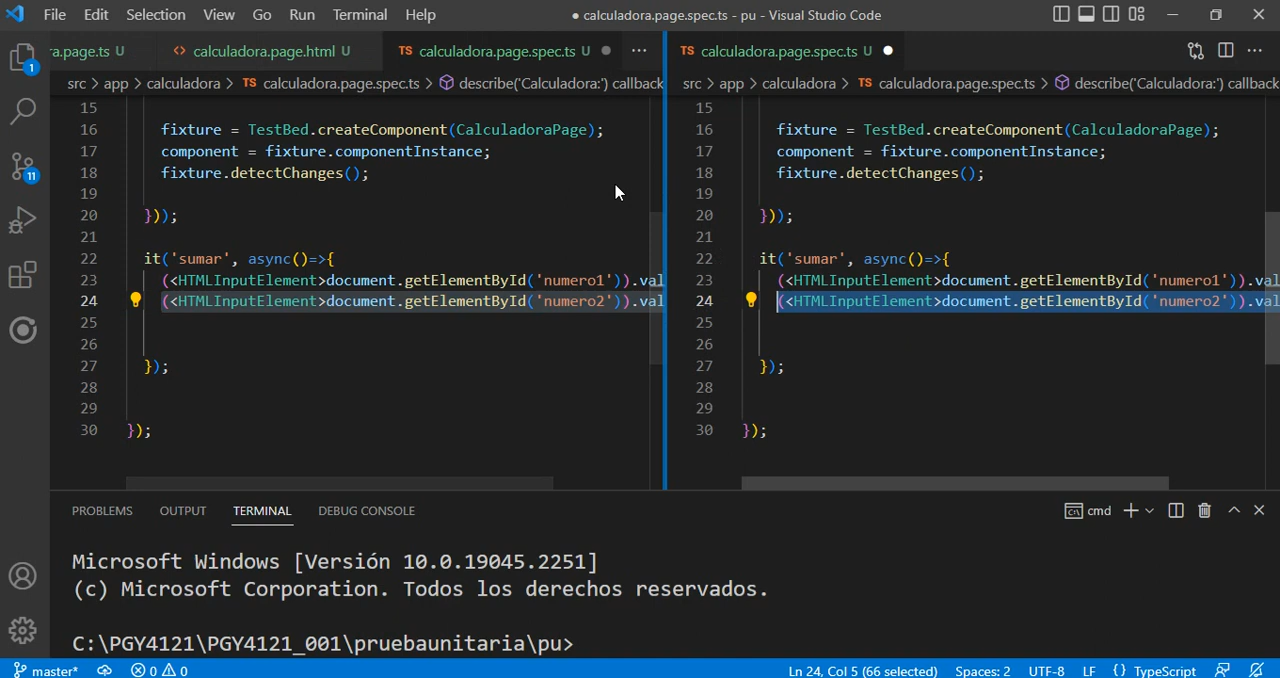 File Edit Selection View Go Run Terminal Help ● calculadora.page.spec.ts - pu - Visual Studio Code
ra.page.ts U <> calculadora.page.html U TS calculadora.page.spec.ts U ● ···
src > app > calculadora > TS calculadora.page.spec.ts > describe('Calculadora:') callback
15
16 fixture = TestBed.createComponent(CalculadoraPage);
17 component = fixture.componentInstance;
18 fixture.detectChanges();
19
20 }));
21
22 it('sumar', async()=>{
23 (<HTMLInputElement>document.getElementById('numero1')).val
24 (<HTMLInputElement>document.getElementById('numero2')).val
25
26
27 });
28
29
30 });
TS calculadora.page.spec.ts U ● ···
src > app > calculadora > TS calculadora.page.spec.ts > describe('Calculadora:') callback
15
16 fixture = TestBed.createComponent(CalculadoraPage);
17 component = fixture.componentInstance;
18 fixture.detectChanges();
19
20 }));
21
22 it('sumar', async()=>{
23 (<HTMLInputElement>document.getElementById('numero1')).val
24 (<HTMLInputElement>document.getElementById('numero2')).val
25
26
27 });
28
29
30 });
1
11
PROBLEMS OUTPUT TERMINAL DEBUG CONSOLE cmd
Microsoft Windows [Versión 10.0.19045.2251]
(c) Microsoft Corporation. Todos los derechos reservados.
C:\PGY4121\PGY4121_001\pruebaunitaria\pu>
master* 0 0 Ln 24, Col 5 (66 selected) Spaces: 2 UTF-8 LF {} TypeScript